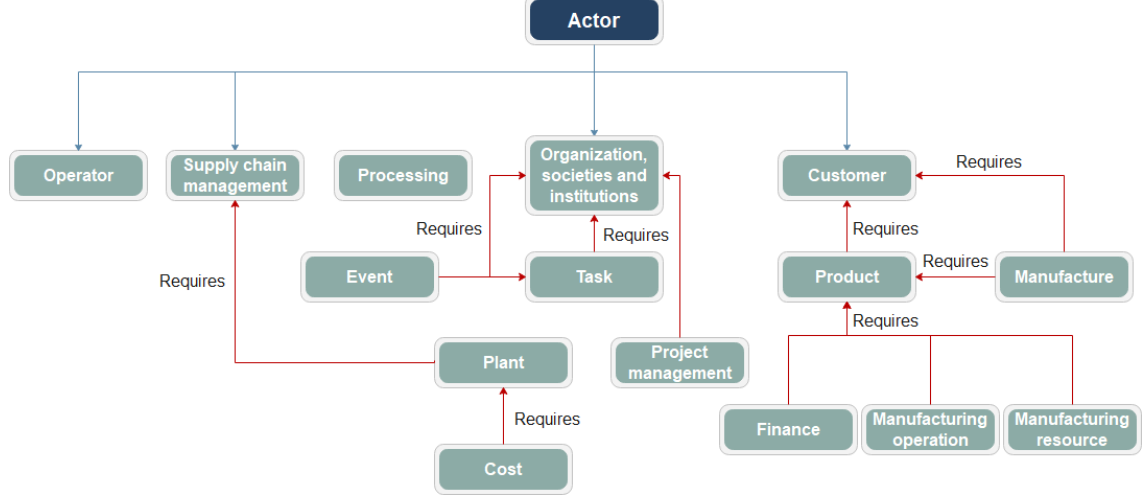 Actor
Operator
Supply chain
management
Processing
Organization,
societies and
institutions
Customer
Requires
Requires
Requires
Requires
Requires
Event
Task
Product
Manufacture
Requires
Plant
Project
management
Requires
Finance
Manufacturing
operation
Manufacturing
resource
Cost